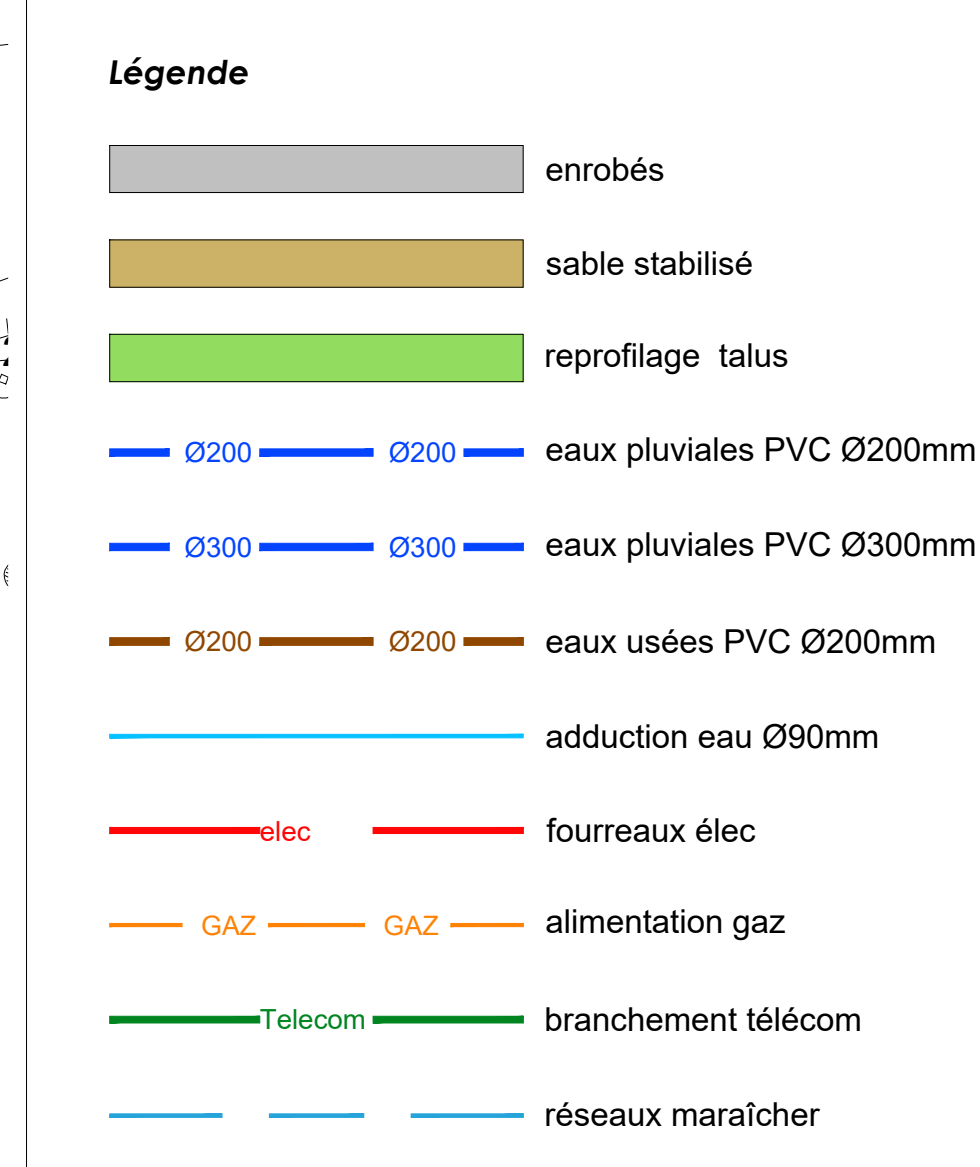 Légende
enrobés
sable stabilisé
reprofilage talus
Ø200 Ø200 eaux pluviales PVC Ø200mm
Ø300 Ø300 eaux pluviales PVC Ø300mm
Ø200 Ø200 eaux usées PVC Ø200mm
adduction eau Ø90mm
elec fourreaux élec
GAZ GAZ alimentation gaz
Telecom branchement télécom
réseaux maraîcher